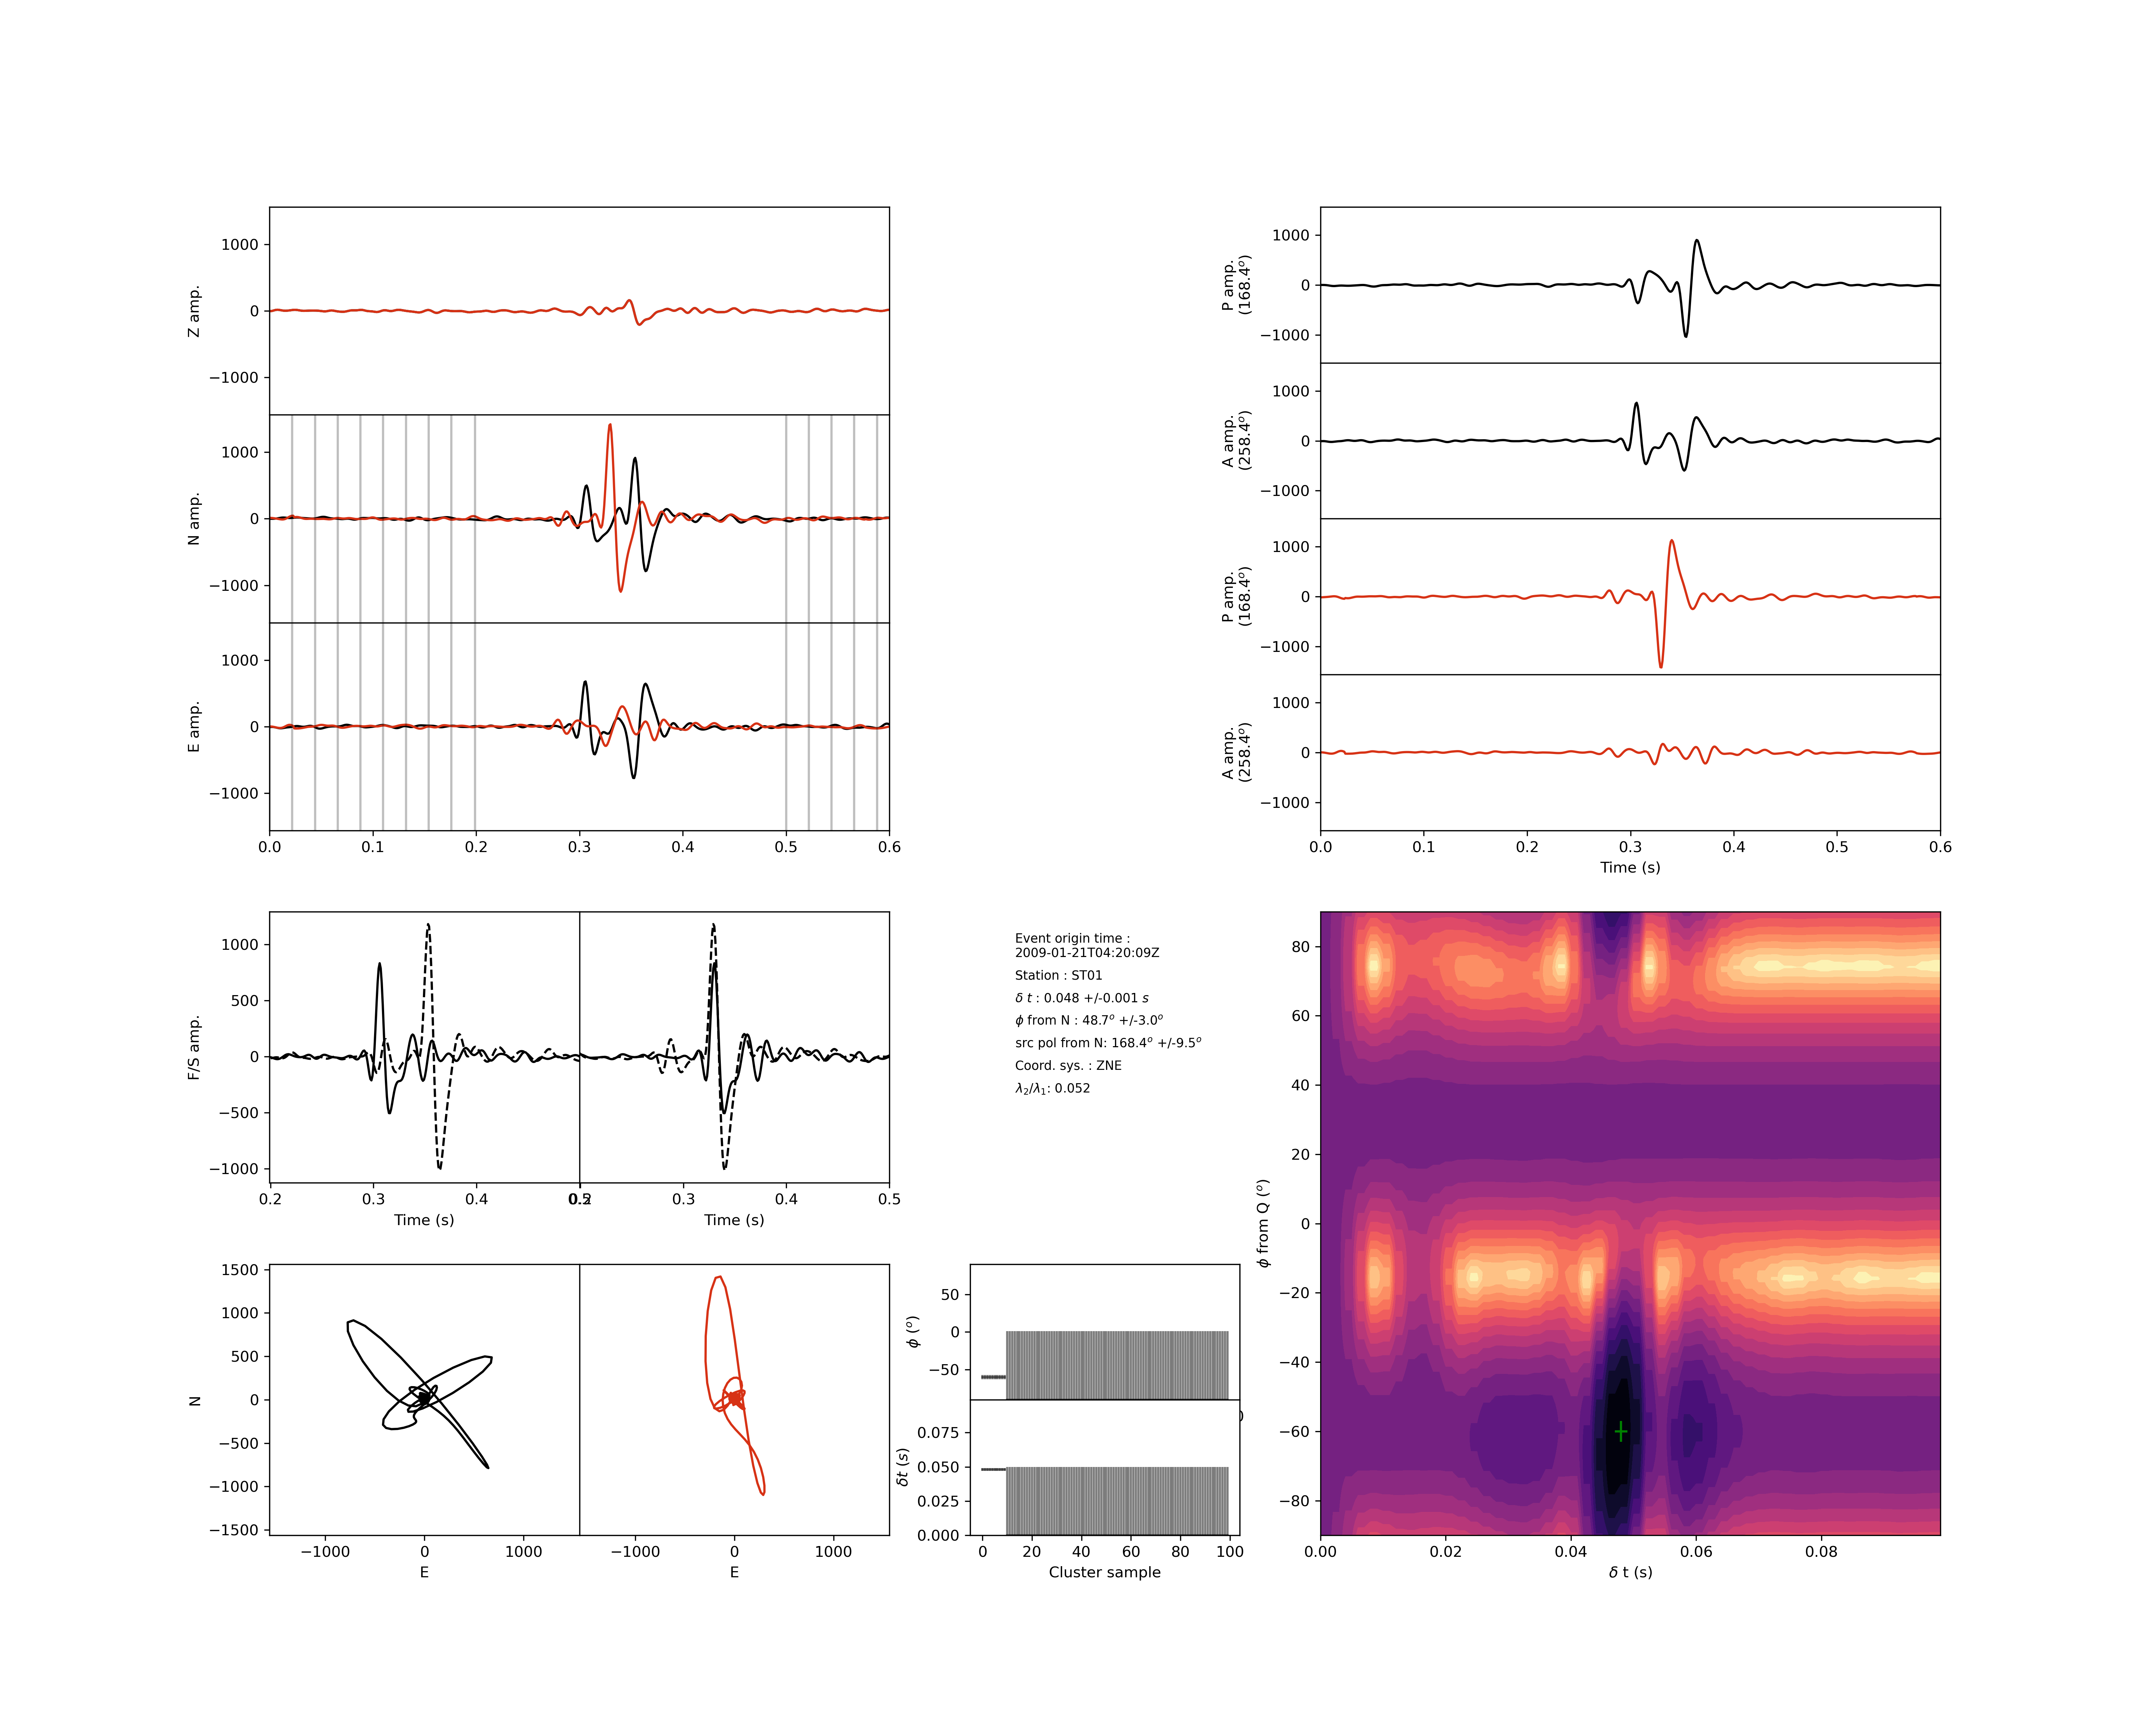 1000
0
−1000
Z amp.
1000
0
−1000
N amp.
1000
0
−1000
E amp.
0.0 0.1 0.2 0.3 0.4 0.5 0.6
1000
0
−1000
P amp.
(168.4°)
1000
0
−1000
A amp.
(258.4°)
1000
0
−1000
P amp.
(168.4°)
1000
0
−1000
A amp.
(258.4°)
0.0 0.1 0.2 0.3 0.4 0.5 0.6
Time (s)
1000
500
0
−500
−1000
F/S amp.
0.2 0.3 0.4 0.5
Time (s)
0.2 0.3 0.4 0.5
Time (s)
Event origin time :
2009-01-21T04:20:09Z
Station : ST01
δ t : 0.048 +/-0.001 s
ϕ from N : 48.7° +/-3.0°
src pol from N: 168.4° +/-9.5°
Coord. sys. : ZNE
λ2/λ1: 0.052
1500
1000
500
0
−500
−1000
−1500
N
−1000 0 1000
E
−1000 0 1000
E
50
0
−50
ϕ (°)
0.075
0.050
0.025
0.000
δt (s)
0 20 40 60 80 100
Cluster sample
80
60
40
20
0
−20
−40
−60
−80
ϕ from Q (°)
0.00 0.02 0.04 0.06 0.08
δ t (s)